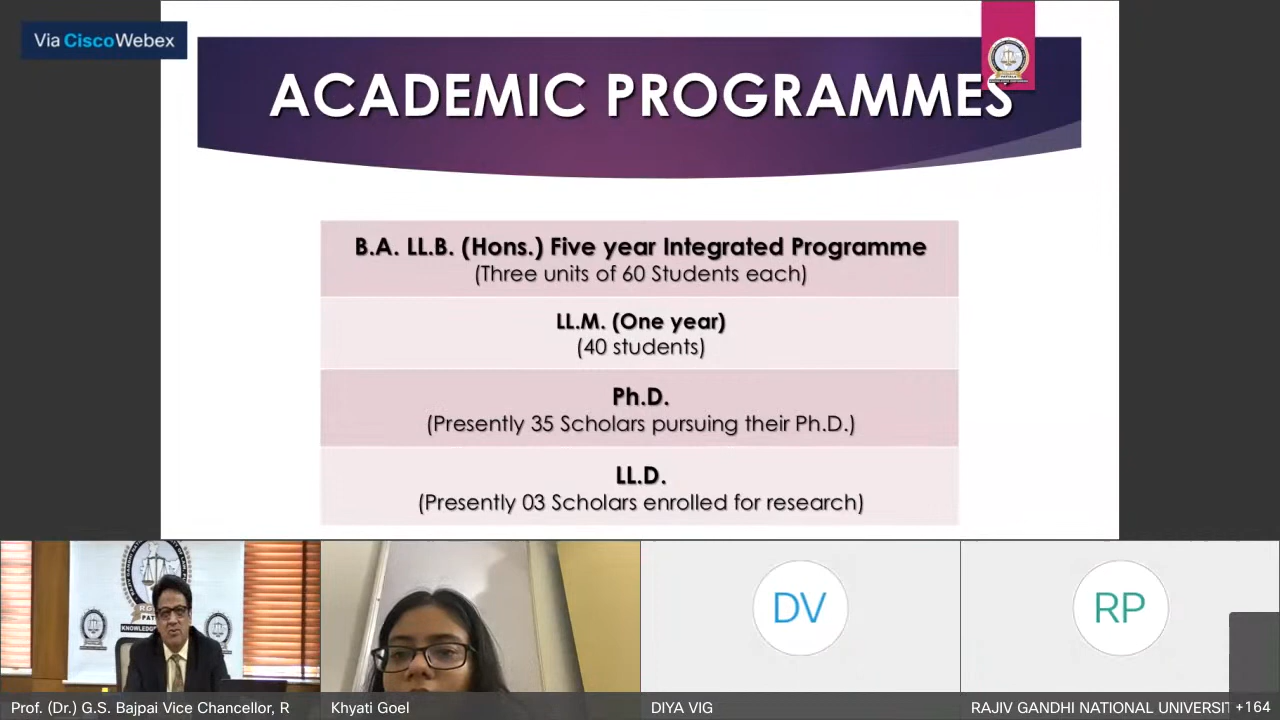 Via Cisco Webex
ACADEMIC PROGRAMMES
B.A. LL.B. (Hons.) Five year Integrated Programme
(Three units of 60 Students each)
LL.M. (One year)
(40 students)
Ph.D.
(Presently 35 Scholars pursuing their Ph.D.)
LL.D.
(Presently 03 Scholars enrolled for research)
DV
RP
Prof. (Dr.) G.S. Bajpai Vice Chancellor, R
Khyati Goel
DIYA VIG
RAJIV GANDHI NATIONAL UNIVERSIT
+164